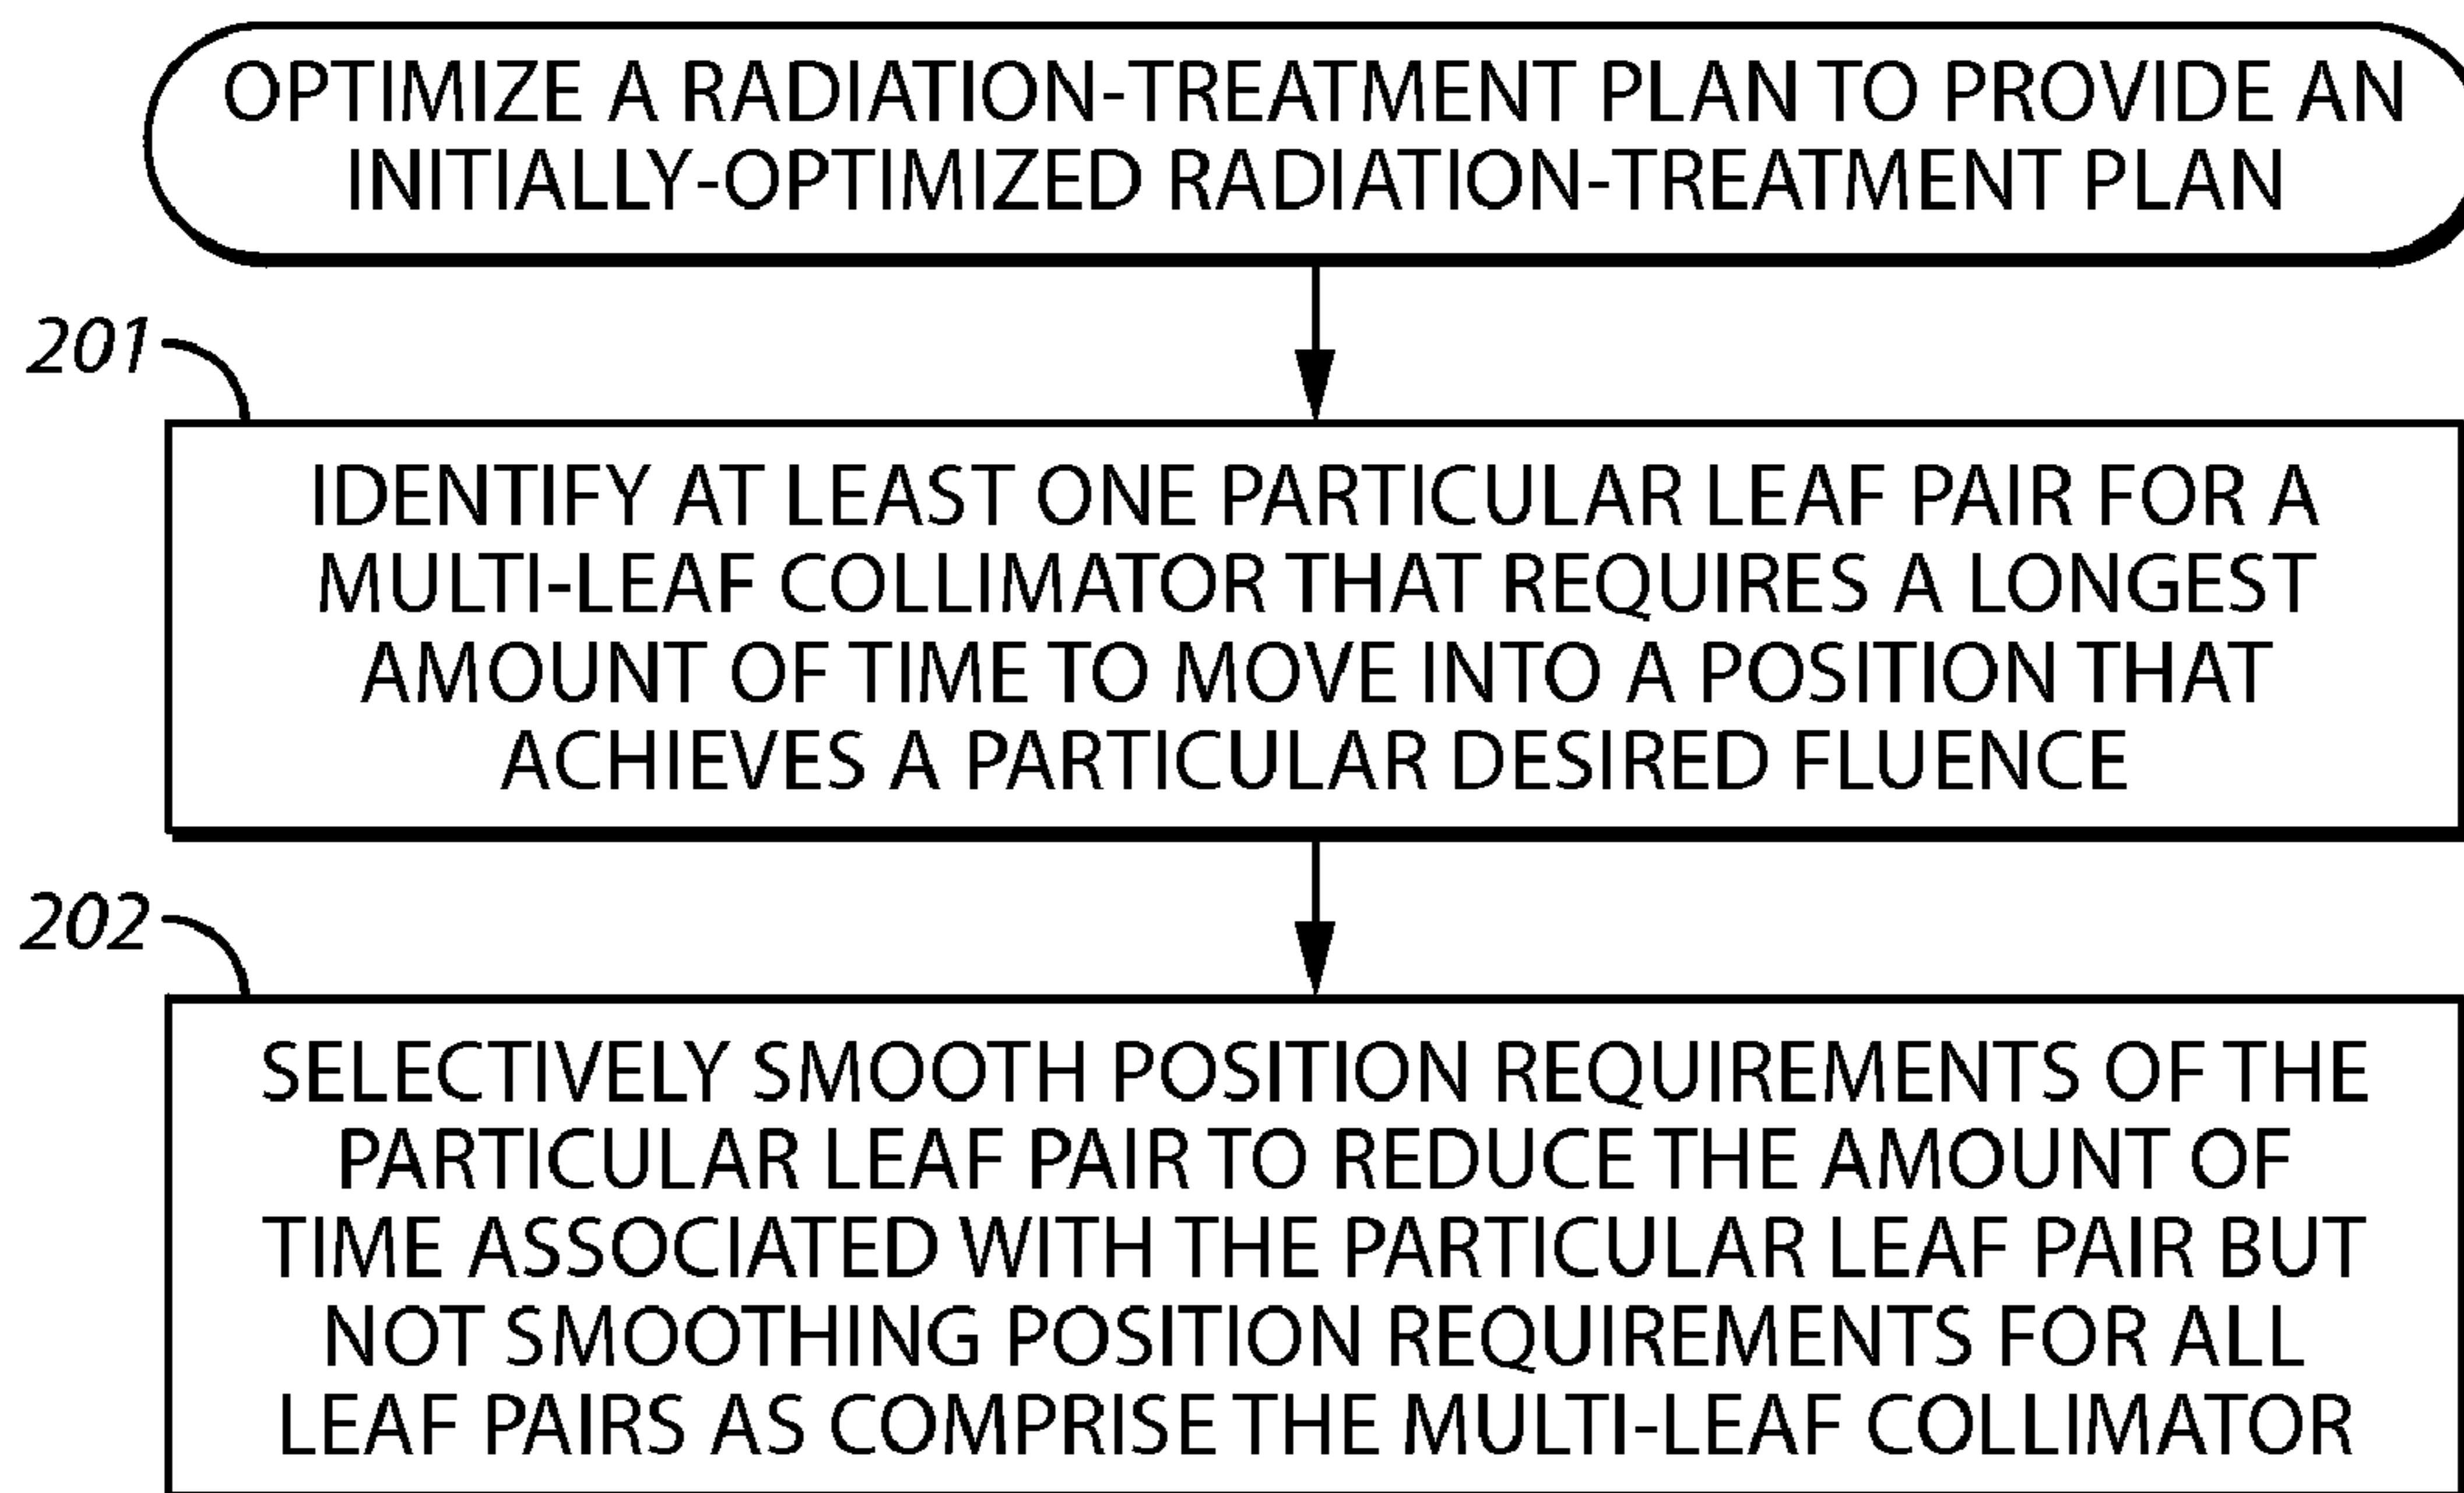 OPTIMIZE A RADIATION-TREATMENT PLAN TO PROVIDE AN
INITIALLY-OPTIMIZED RADIATION-TREATMENT PLAN
201
IDENTIFY AT LEAST ONE PARTICULAR LEAF PAIR FOR A
MULTI-LEAF COLLIMATOR THAT REQUIRES A LONGEST
AMOUNT OF TIME TO MOVE INTO A POSITION THAT
ACHIEVES A PARTICULAR DESIRED FLUENCE
202
SELECTIVELY SMOOTH POSITION REQUIREMENTS OF THE
PARTICULAR LEAF PAIR TO REDUCE THE AMOUNT OF
TIME ASSOCIATED WITH THE PARTICULAR LEAF PAIR BUT
NOT SMOOTHING POSITION REQUIREMENTS FOR ALL
LEAF PAIRS AS COMPRISE THE MULTI-LEAF COLLIMATOR